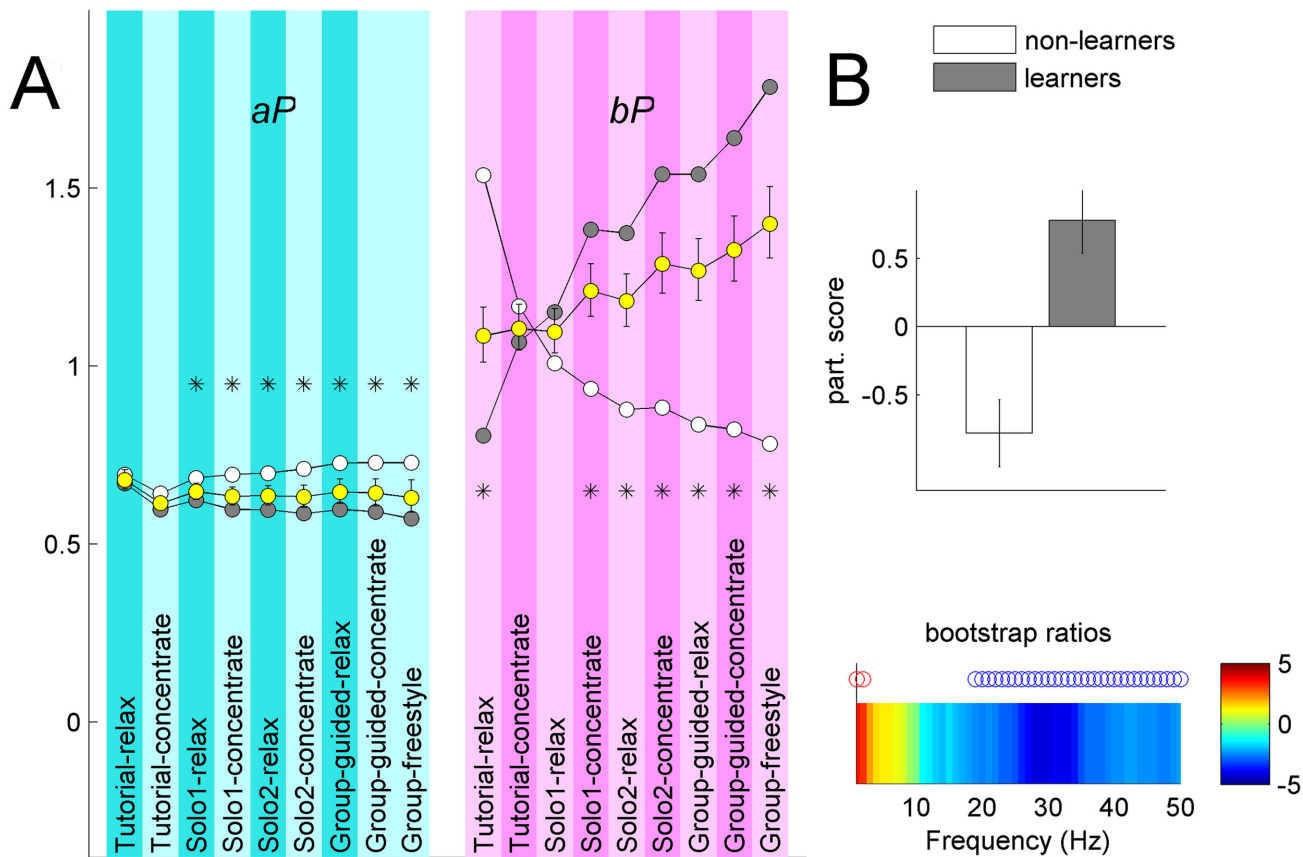 A
aP
bP
1.5
1
0.5
0
Tutorial-relax
Tutorial-concentrate
Solo1-relax
Solo1-concentrate
Solo2-relax
Solo2-concentrate
Group-guided-relax
Group-guided-concentrate
Group-freestyle
Tutorial-relax
Tutorial-concentrate
Solo1-relax
Solo1-concentrate
Solo2-relax
Solo2-concentrate
Group-guided-relax
Group-guided-concentrate
Group-freestyle
B
non-learners
learners
part. score
0.5
0
-0.5
bootstrap ratios
5
0
-5
10 20 30 40 50
Frequency (Hz)